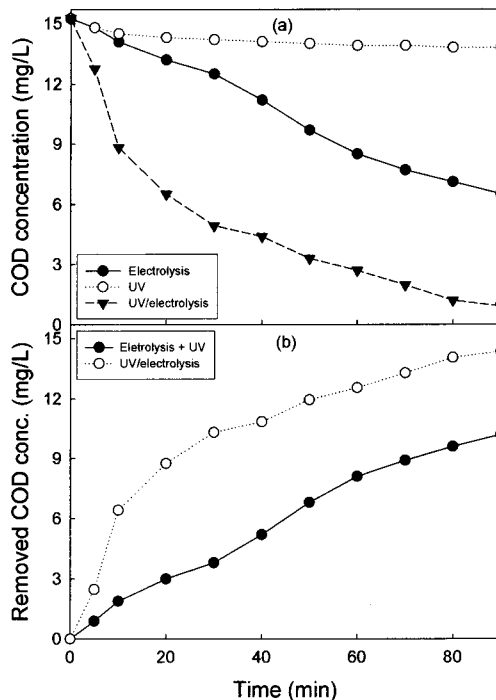 (a)
COD concentration (mg/L)
15
12
9
6
3
0
Electrolysis
UV
UV/electrolysis
(b)
Removed COD conc. (mg/L)
15
12
9
6
3
0
Eletrolysis + UV
UV/electrolysis
0 20 40 60 80
Time (min)